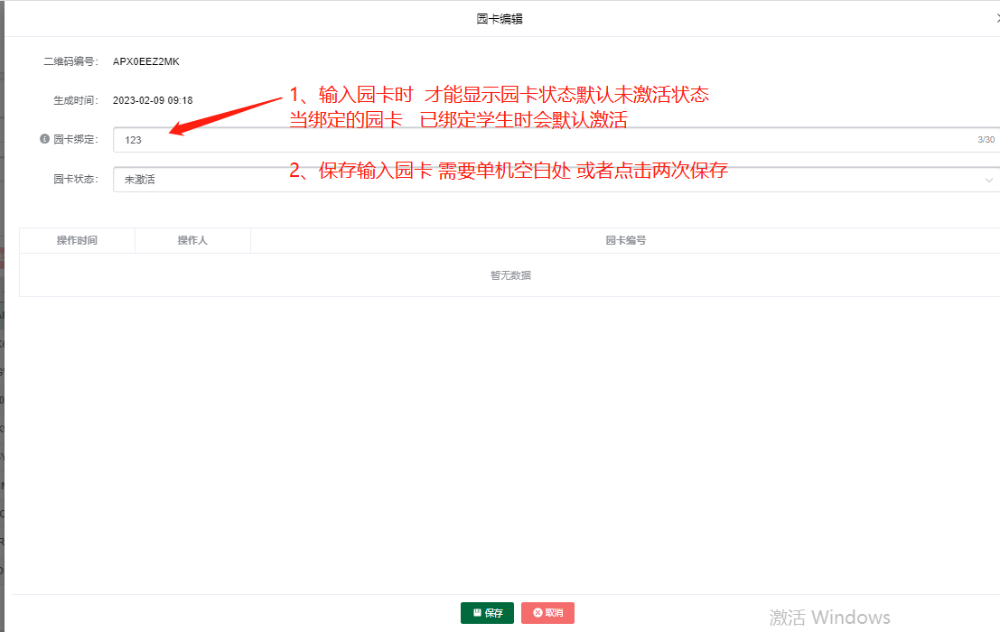 园卡编辑
二维码编号： APX0EEZ2MK
生成时间： 2023-02-09 09:18
1、输入园卡时 才能显示园卡状态默认未激活状态
当绑定的园卡 已绑定学生时会默认激活
园卡绑定： 123 3/30
2、保存输入园卡 需要单机空白处 或者点击两次保存
园卡状态： 未激活
操作时间 操作人 园卡编号
暂无数据
保存 取消
激活 Windows